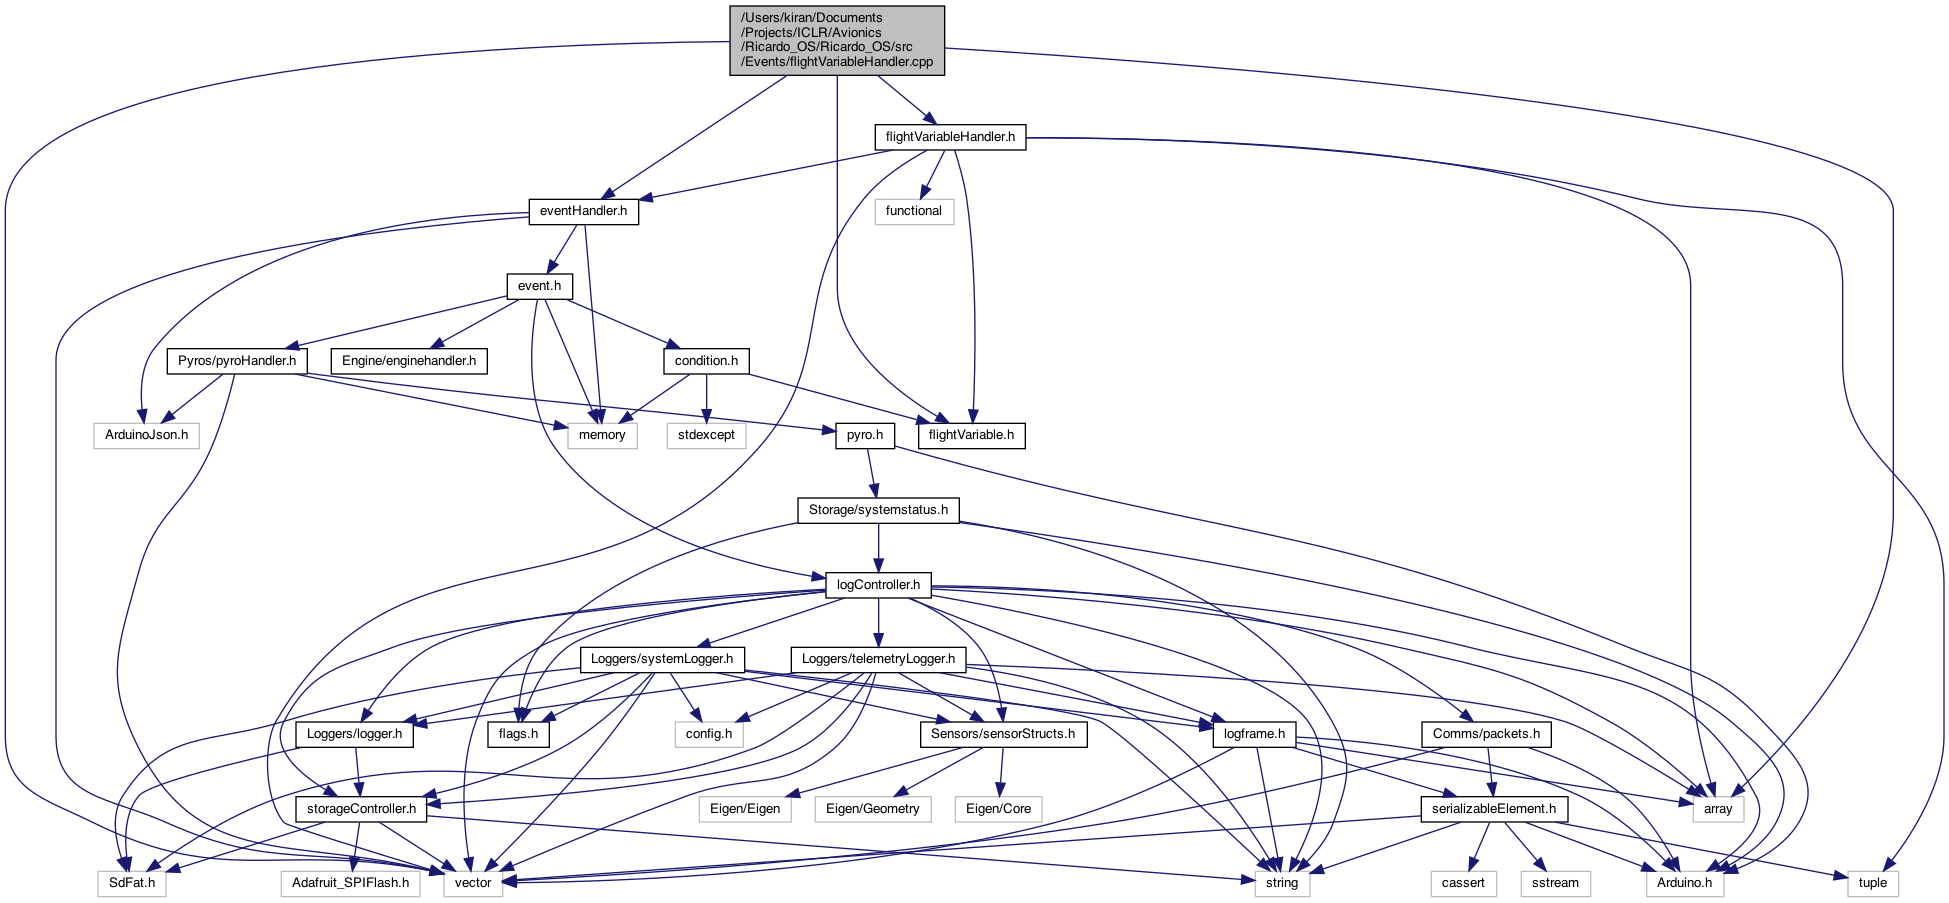 /Users/kiran/Documents
/Projects/ICLR/Avionics
/Ricardo_OS/Ricardo_OS/src
/Events/flightVariableHandler.cpp
flightVariableHandler.h
eventHandler.h
functional
event.h
Pyros/pyroHandler.h
Engine/enginehandler.h
condition.h
ArduinoJson.h
memory
stdexcept
pyro.h
flightVariable.h
Storage/systemstatus.h
logController.h
Loggers/systemLogger.h
Loggers/telemetryLogger.h
Loggers/logger.h
flags.h
config.h
Sensors/sensorStructs.h
logframe.h
Comms/packets.h
storageController.h
Eigen/Eigen
Eigen/Geometry
Eigen/Core
serializableElement.h
array
SdFat.h
Adafruit_SPIFlash.h
vector
string
cassert
sstream
Arduino.h
tuple